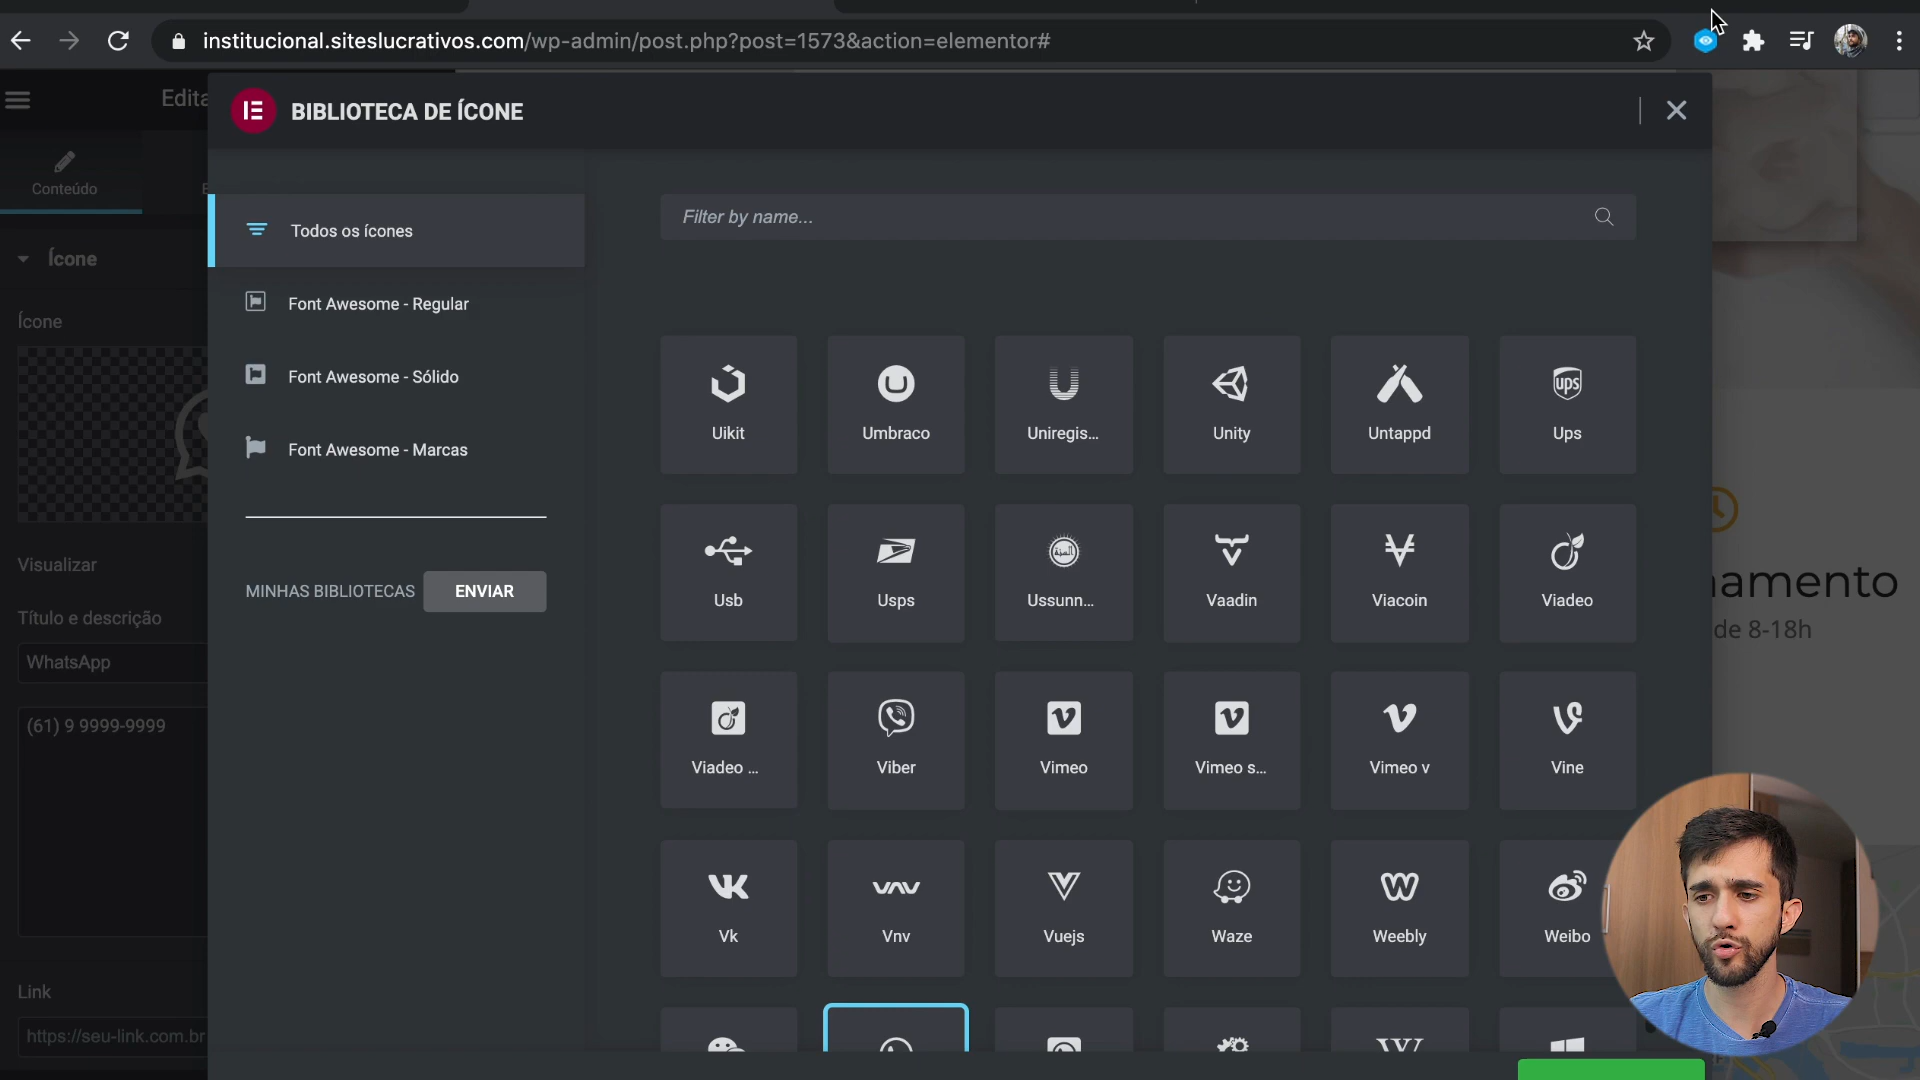 institucional.siteslucrativos.com/wp-admin/post.php?post=1573&action=elementor#
Edita
BIBLIOTECA DE ÍCONE
Conteúdo
Todos os ícones
Filter by name...
Ícone
Font Awesome - Regular
Ícone
Font Awesome - Sólido
Font Awesome - Marcas
Uikit
Umbraco
Uniregis...
Unity
Untappd
Ups
ups
Visualizar
MINHAS BIBLIOTECAS
ENVIAR
Usb
Usps
Ussunn...
Vaadin
Viacoin
Viadeo
amento
de 8-18h
Título e descrição
WhatsApp
(61) 9 9999-9999
Viadeo ...
Viber
Vimeo
Vimeo s...
Vimeo v
Vine
Vk
Vnv
Vuejs
Waze
Weebly
Weibo
Link
https://seu-link.com.br